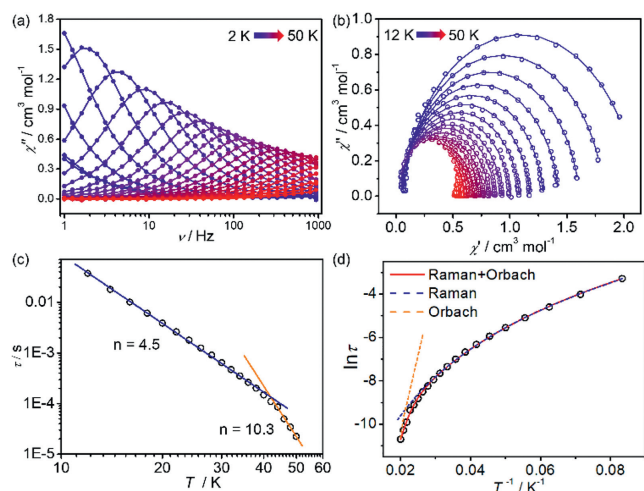 (a)
2 K 50 K
χ'' / cm³ mol⁻¹
1.8
1.5
1.2
0.9
0.6
0.3
0.0
1 10 100 1000
ν / Hz
(b)
12 K 50 K
χ'' / cm³ mol⁻¹
1.0
0.8
0.6
0.4
0.2
0.0
0.0 0.5 1.0 1.5 2.0
χ' / cm³ mol⁻¹
(c)
τ / s
0.01
1E-3
1E-4
1E-5
n = 4.5
n = 10.3
10 20 30 40 50 60
T / K
(d)
Raman+Orbach
Raman
Orbach
lnτ
-4
-6
-8
-10
0.02 0.04 0.06 0.08
T⁻¹ / K⁻¹